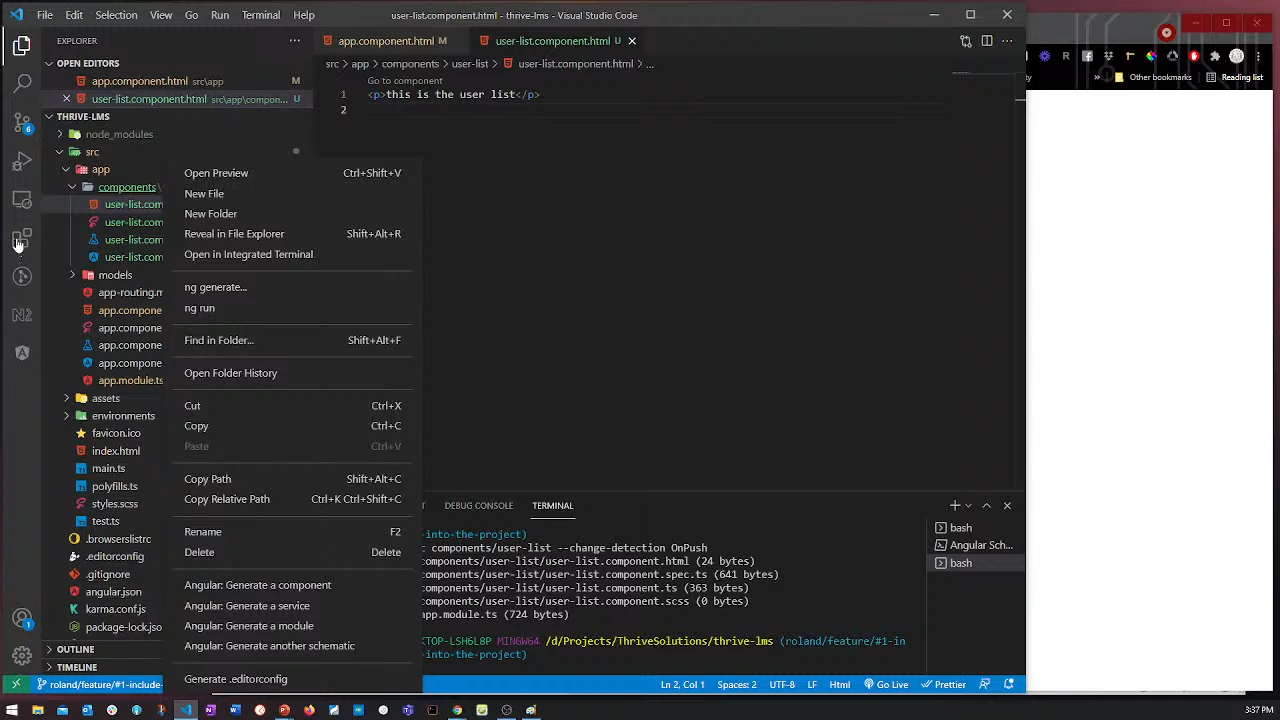 File Edit Selection View Go Run Terminal Help
user-list.component.html - thrive-lms - Visual Studio Code
EXPLORER
OPEN EDITORS
app.component.html src\app M
user-list.component.html src\app\compon... U
THRIVE-LMS
node_modules
src
app
components
user-list.com
user-list.com
user-list.com
user-list.com
models
app-routing.m
app.compone
app.compone
app.compone
app.compone
app.module.ts
assets
environments
favicon.ico
index.html
main.ts
polyfills.ts
styles.scss
test.ts
.browserslistrc
.editorconfig
.gitignore
angular.json
karma.conf.js
package-lock.jso
OUTLINE
TIMELINE
6
N2
1
Open Preview Ctrl+Shift+V
New File
New Folder
Reveal in File Explorer Shift+Alt+R
Open in Integrated Terminal
ng generate...
ng run
Find in Folder... Shift+Alt+F
Open Folder History
Cut Ctrl+X
Copy Ctrl+C
Paste Ctrl+V
Copy Path Shift+Alt+C
Copy Relative Path Ctrl+K Ctrl+Shift+C
Rename F2
Delete Delete
Angular: Generate a component
Angular: Generate a service
Angular: Generate a module
Angular: Generate another schematic
Generate .editorconfig
app.component.html M
user-list.component.html U
src > app > components > user-list > user-list.component.html > ...
Go to component
1 <p>this is the user list</p>
2
T DEBUG CONSOLE TERMINAL
-into-the-project)
c components/user-list --change-detection OnPush
components/user-list/user-list.component.html (24 bytes)
components/user-list/user-list.component.spec.ts (641 bytes)
components/user-list/user-list.component.ts (363 bytes)
components/user-list/user-list.component.scss (0 bytes)
app.module.ts (724 bytes)
KTOP-LSH6L8P MINGW64 /d/Projects/ThriveSolutions/thrive-lms (roland/feature/#1-in
-into-the-project)
bash
Angular Sch...
bash
roland/feature/#1-include-
Ln 2, Col 1 Spaces: 2 UTF-8 LF Html Go Live Prettier
Other bookmarks
Reading list
3:37 PM